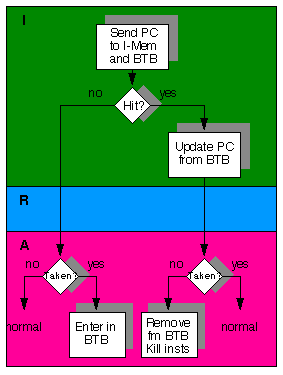 I
Send PC
to I-Mem
and BTB
no
Hit?
yes
Update PC
from BTB
R
A
no
Taken?
yes
no
Taken?
yes
normal
Enter in
BTB
Remove
fm BTB
Kill insts
normal